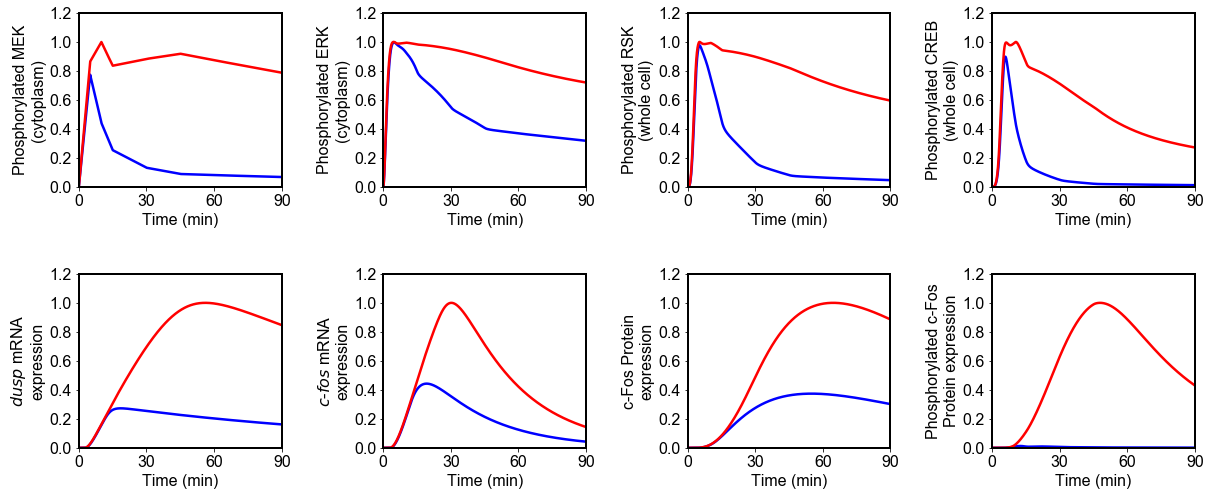 Phosphorylated MEK
(cytoplasm)
1.2
1.0
0.8
0.6
0.4
0.2
0.0
0 30 60 90
Time (min)
Phosphorylated ERK
(cytoplasm)
1.2
1.0
0.8
0.6
0.4
0.2
0.0
0 30 60 90
Time (min)
Phosphorylated RSK
(whole cell)
1.2
1.0
0.8
0.6
0.4
0.2
0.0
0 30 60 90
Time (min)
Phosphorylated CREB
(whole cell)
1.2
1.0
0.8
0.6
0.4
0.2
0.0
0 30 60 90
Time (min)
dusp mRNA
expression
1.2
1.0
0.8
0.6
0.4
0.2
0.0
0 30 60 90
Time (min)
c-fos mRNA
expression
1.2
1.0
0.8
0.6
0.4
0.2
0.0
0 30 60 90
Time (min)
c-Fos Protein
expression
1.2
1.0
0.8
0.6
0.4
0.2
0.0
0 30 60 90
Time (min)
Phosphorylated c-Fos
Protein expression
1.2
1.0
0.8
0.6
0.4
0.2
0.0
0 30 60 90
Time (min)